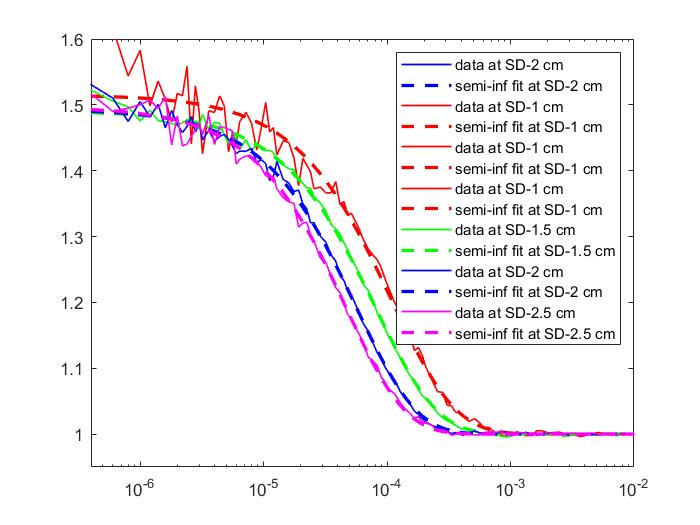 1.6
1.5
1.4
1.3
1.2
1.1
1
10-6
10-5
10-4
10-3
10-2
data at SD-2 cm
semi-inf fit at SD-2 cm
data at SD-1 cm
semi-inf fit at SD-1 cm
data at SD-1 cm
semi-inf fit at SD-1 cm
data at SD-1 cm
semi-inf fit at SD-1 cm
data at SD-1.5 cm
semi-inf fit at SD-1.5 cm
data at SD-2 cm
semi-inf fit at SD-2 cm
data at SD-2.5 cm
semi-inf fit at SD-2.5 cm